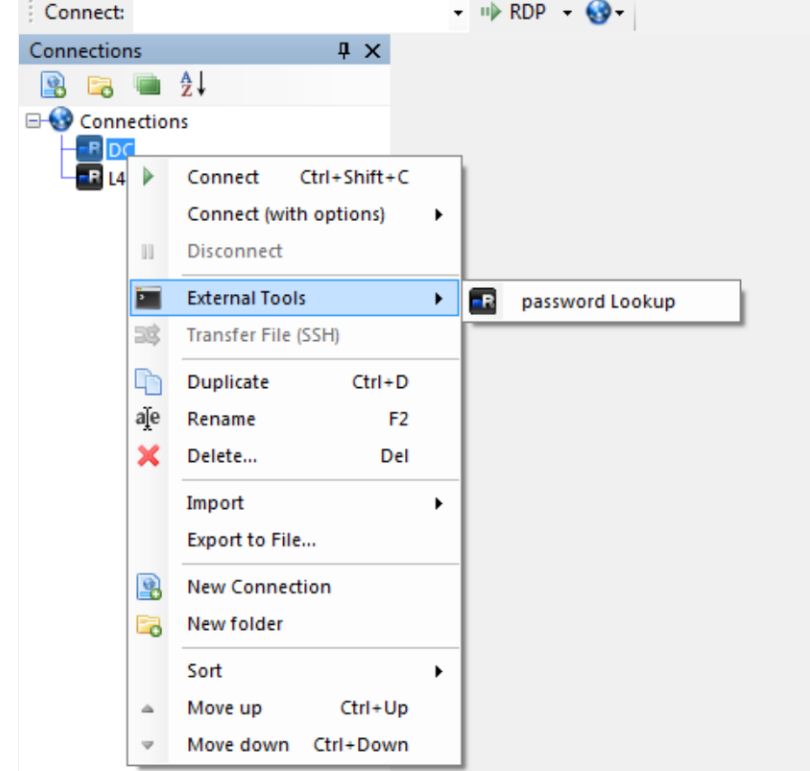 Connect:
RDP
Connections
Connections
DC
L4
Connect Ctrl+Shift+C
Connect (with options)
Disconnect
External Tools
password Lookup
Transfer File (SSH)
Duplicate Ctrl+D
Rename F2
Delete... Del
Import
Export to File...
New Connection
New folder
Sort
Move up Ctrl+Up
Move down Ctrl+Down